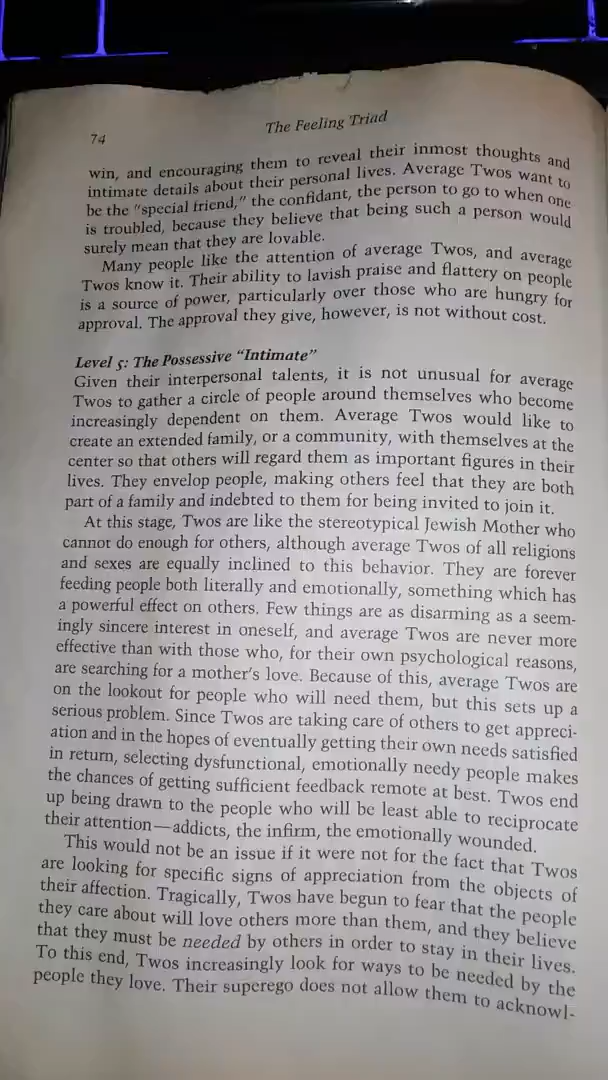 74
The Feeling Triad
win, and encouraging them to reveal their inmost thoughts and
intimate details about their personal lives. Average Twos want to
be the "special friend," the confidant, the person to go to when one
is troubled, because they believe that being such a person would
surely mean that they are lovable.
Many people like the attention of average Twos, and average
Twos know it. Their ability to lavish praise and flattery on people
is a source of power, particularly over those who are hungry for
approval. The approval they give, however, is not without cost.
Level 5: The Possessive "Intimate"
Given their interpersonal talents, it is not unusual for average
Twos to gather a circle of people around themselves who become
increasingly dependent on them. Average Twos would like to
create an extended family, or a community, with themselves at the
center so that others will regard them as important figures in their
lives. They envelop people, making others feel that they are both
part of a family and indebted to them for being invited to join it.
At this stage, Twos are like the stereotypical Jewish Mother who
cannot do enough for others, although average Twos of all religions
and sexes are equally inclined to this behavior. They are forever
feeding people both literally and emotionally, something which has
a powerful effect on others. Few things are as disarming as a seem-
ingly sincere interest in oneself, and average Twos are never more
effective than with those who, for their own psychological reasons,
are searching for a mother's love. Because of this, average Twos are
on the lookout for people who will need them, but this sets up a
serious problem. Since Twos are taking care of others to get appreci-
ation and in the hopes of eventually getting their own needs satisfied
in return, selecting dysfunctional, emotionally needy people makes
the chances of getting sufficient feedback remote at best. Twos end
up being drawn to the people who will be least able to reciprocate
their attention—addicts, the infirm, the emotionally wounded.
This would not be an issue if it were not for the fact that Twos
are looking for specific signs of appreciation from the objects of
their affection. Tragically, Twos have begun to fear that the people
they care about will love others more than them, and they believe
that they must be needed by others in order to stay in their lives.
To this end, Twos increasingly look for ways to be needed by the
people they love. Their superego does not allow them to acknowl-